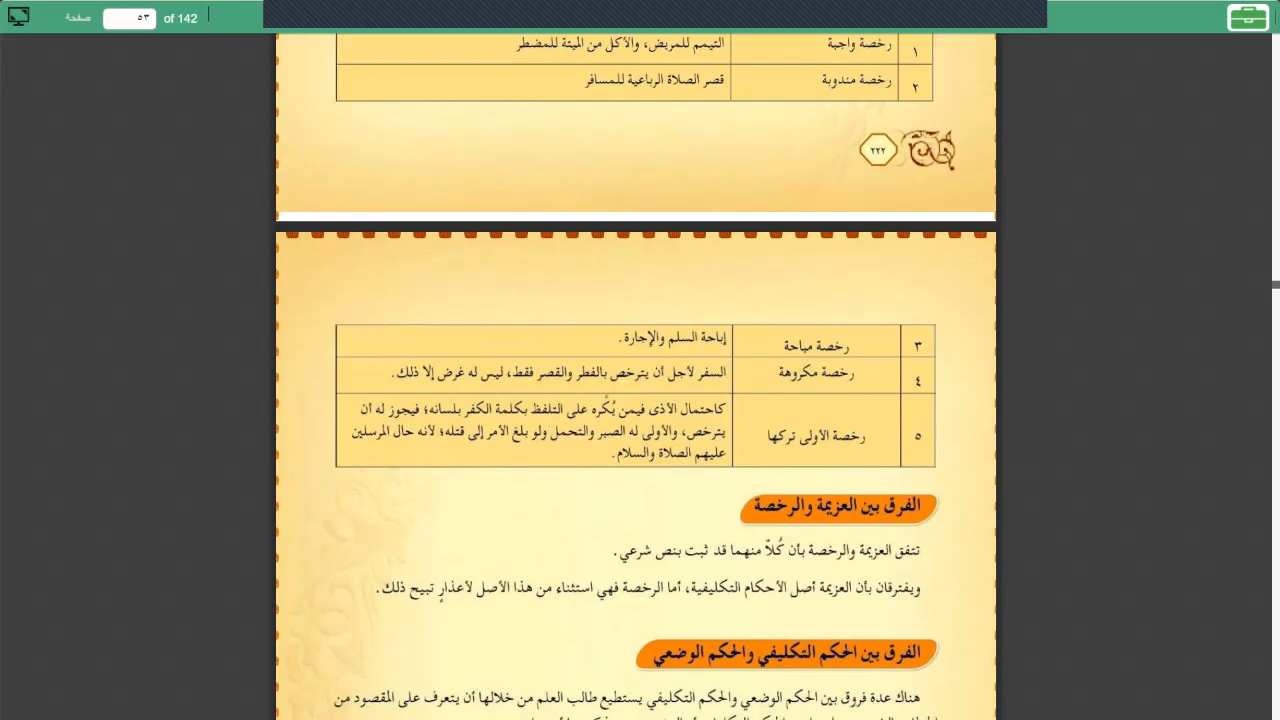 صفحة ٥٣ of 142
١ رخصة واجبة التيمم للمريض، والأكل من الميتة للمضطر
٢ رخصة مندوبة قصر الصلاة الرباعية للمسافر
٢٢٢
٣ رخصة مباحة إباحة السلم والإجارة.
٤ رخصة مكروهة السفر لأجل أن يترخص بالفطر والقصر فقط، ليس له غرض إلا ذلك.
٥ رخصة الأولى تركها كاحتمال الأذى فيمن يُكْره على التلفظ بكلمة الكفر بلسانه؛ فيجوز له أن
يترخص، والأولى له الصبر والتحمل ولو بلغ الأمر إلى قتله؛ لأنه حال المرسلين
عليهم الصلاة والسلام.
الفرق بين العزيمة والرخصة
تتفق العزيمة والرخصة بأن كُلاّ منهما قد ثبت بنص شرعي.
ويفترقان بأن العزيمة أصل الأحكام التكليفية، أما الرخصة فهي استثناء من هذا الأصل لأعذارٍ تبيح ذلك.
الفرق بين الحكم التكليفي والحكم الوضعي
هناك عدة فروق بين الحكم الوضعي والحكم التكليفي يستطيع طالب العلم من خلالها أن يتعرف على المقصود من